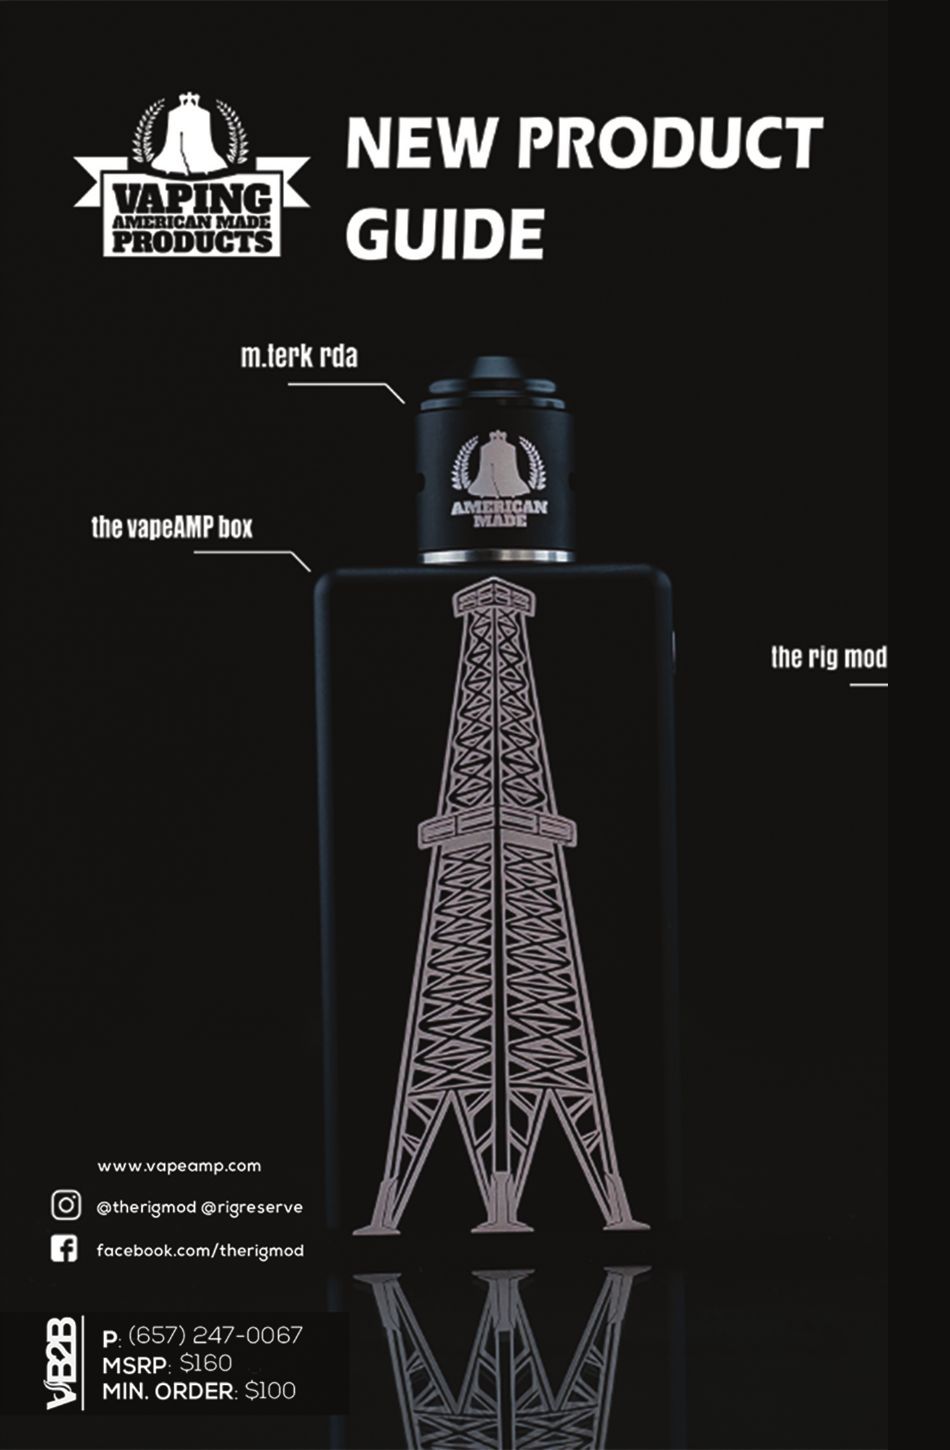 VAPING
AMERICAN MADE
PRODUCTS
NEW PRODUCT
GUIDE
m.terk rda
AMERICAN
MADE
the vapeAMP box
the rig mod
www.vapeamp.com
@therigmod @rigreserve
facebook.com/therigmod
VB2B
P: (657) 247-0067
MSRP: $160
MIN. ORDER: $100